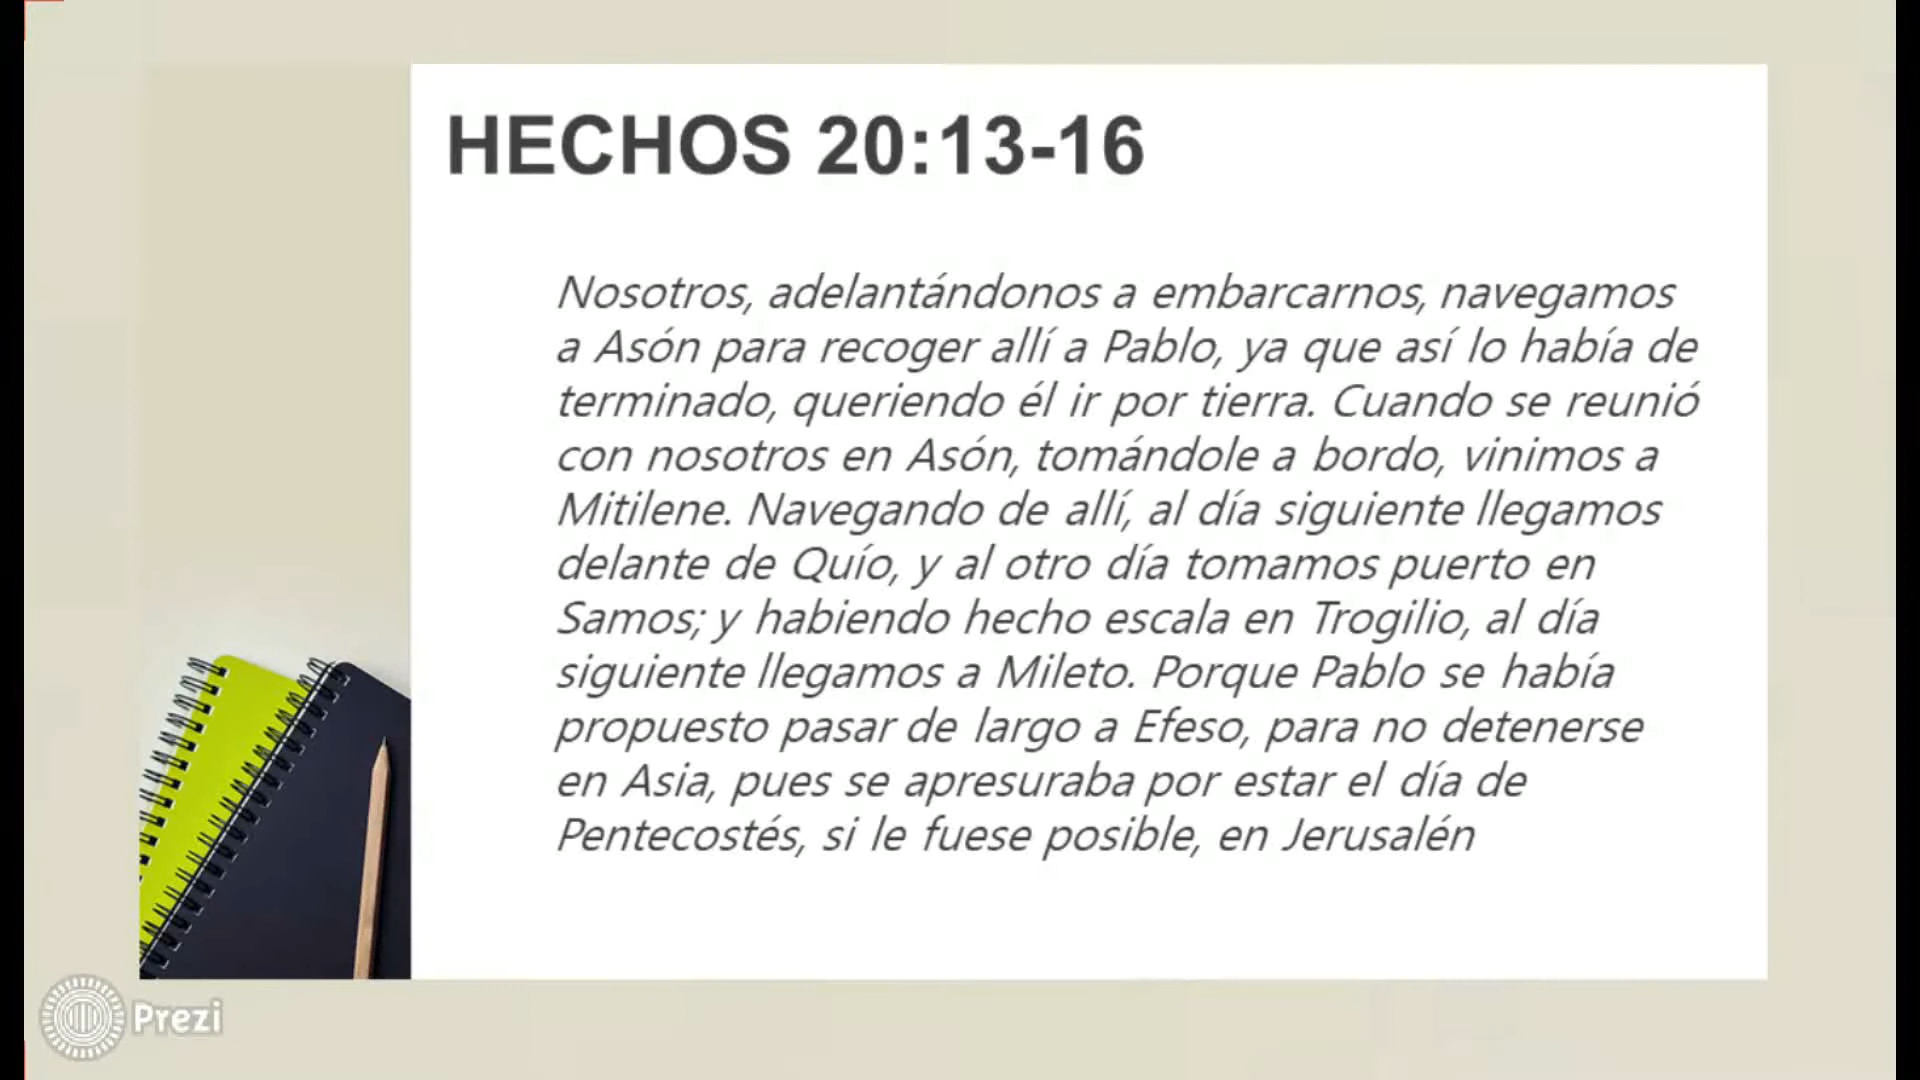 HECHOS 20:13-16
Nosotros, adelantándonos a embarcarnos, navegamos
a Asón para recoger allí a Pablo, ya que así lo había de
terminado, queriendo él ir por tierra. Cuando se reunió
con nosotros en Asón, tomándole a bordo, vinimos a
Mitilene. Navegando de allí, al día siguiente llegamos
delante de Quío, y al otro día tomamos puerto en
Samos; y habiendo hecho escala en Trogilio, al día
siguiente llegamos a Mileto. Porque Pablo se había
propuesto pasar de largo a Efeso, para no detenerse
en Asia, pues se apresuraba por estar el día de
Pentecostés, si le fuese posible, en Jerusalén
Prezi